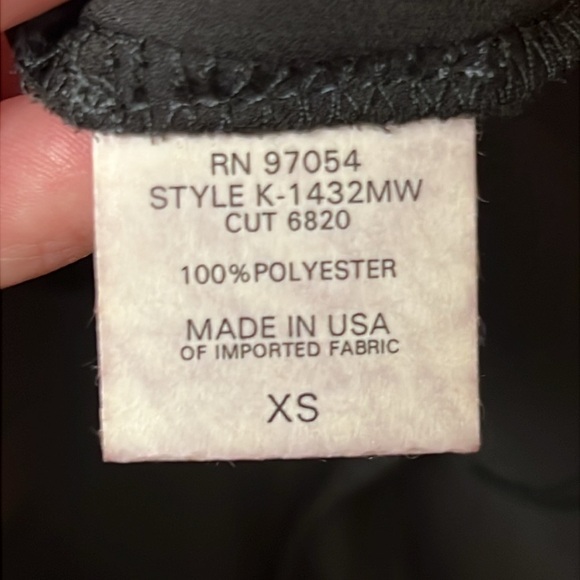 RN 97054
STYLE K-1432MW
CUT 6820
100%POLYESTER
MADE IN USA
OF IMPORTED FABRIC
XS